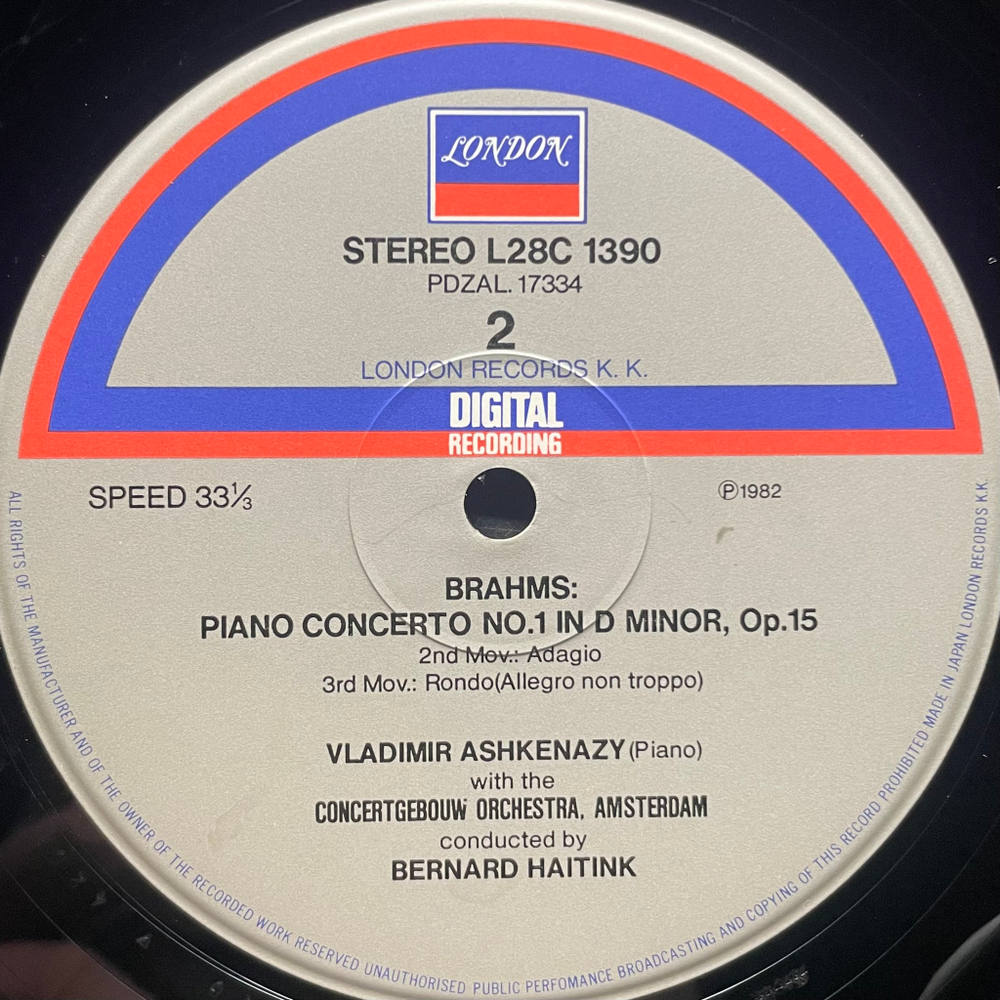 LONDON
STEREO L28C 1390
PDZAL. 17334
2
LONDON RECORDS K. K.
DIGITAL
RECORDING
SPEED 33⅓
℗1982
BRAHMS:
PIANO CONCERTO NO.1 IN D MINOR, Op.15
2nd Mov.: Adagio
3rd Mov.: Rondo(Allegro non troppo)
VLADIMIR ASHKENAZY (Piano)
with the
CONCERTGEBOUW ORCHESTRA, AMSTERDAM
conducted by
BERNARD HAITINK
ALL RIGHTS OF THE MANUFACTURER AND OF THE OWNER OF THE RECORDED WORK RESERVED UNAUTHORISED PUBLIC PERFOMANCE BROADCASTING AND COPYING OF THIS RECORD PROHIBITED MADE IN JAPAN LONDON RECORDS K.K.